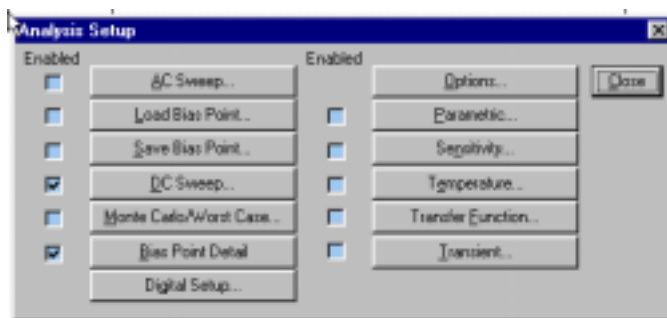 Analysis Setup
Enabled
Enabled
AC Sweep...
Options...
Close
Load Bias Point...
Parametric...
Save Bias Point...
Sensitivity...
DC Sweep...
Temperature...
Monte Carlo/Worst Case...
Transfer Function...
Bias Point Detail
Transient...
Digital Setup...